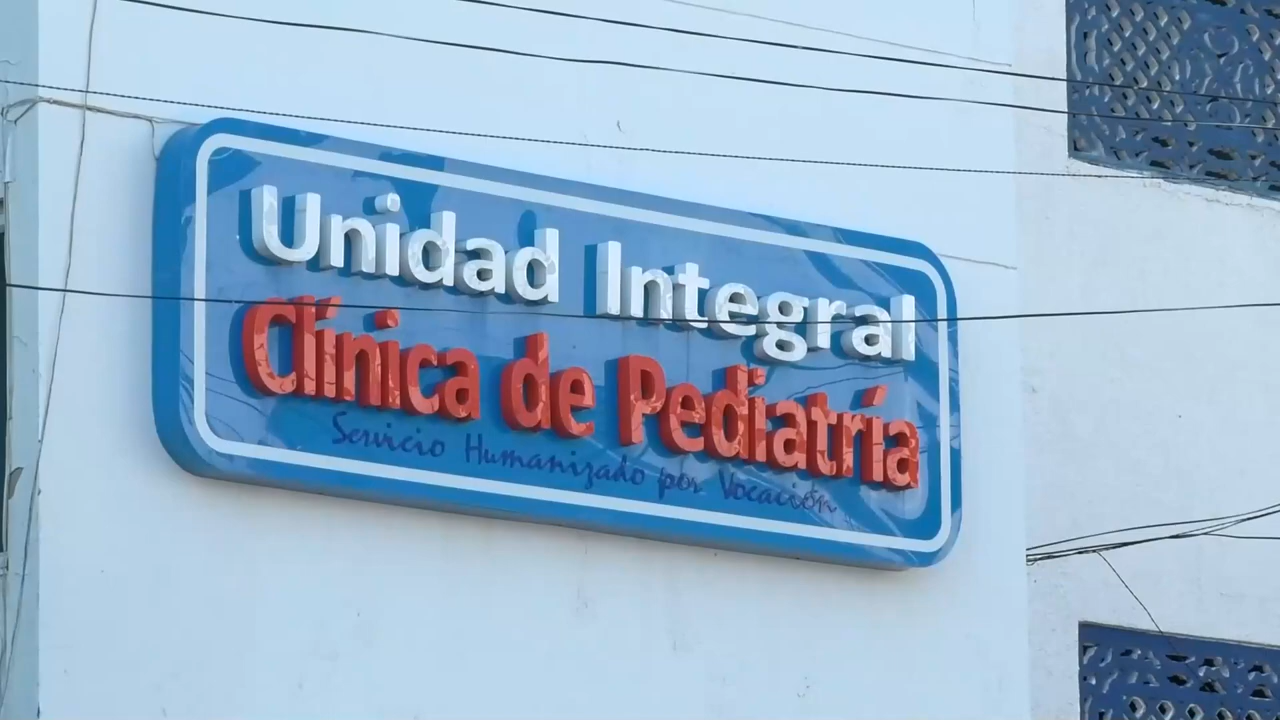 Unidad Integral
Clínica de Pediatría
Servicio Humanizado por Vocación